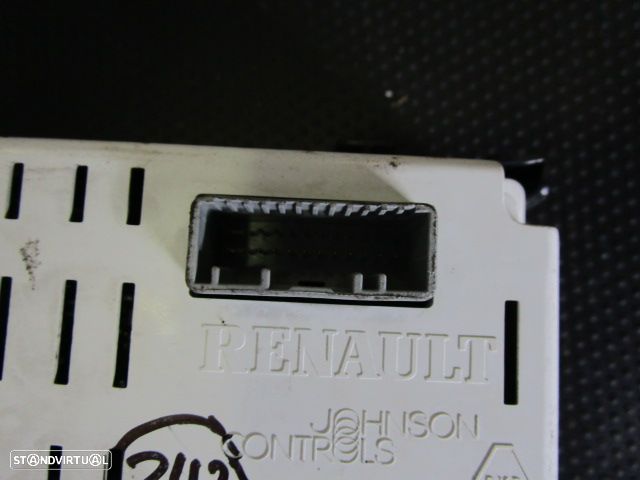 RENAULT
JOHNSON
CONTROLS
STANDVIRTUAL